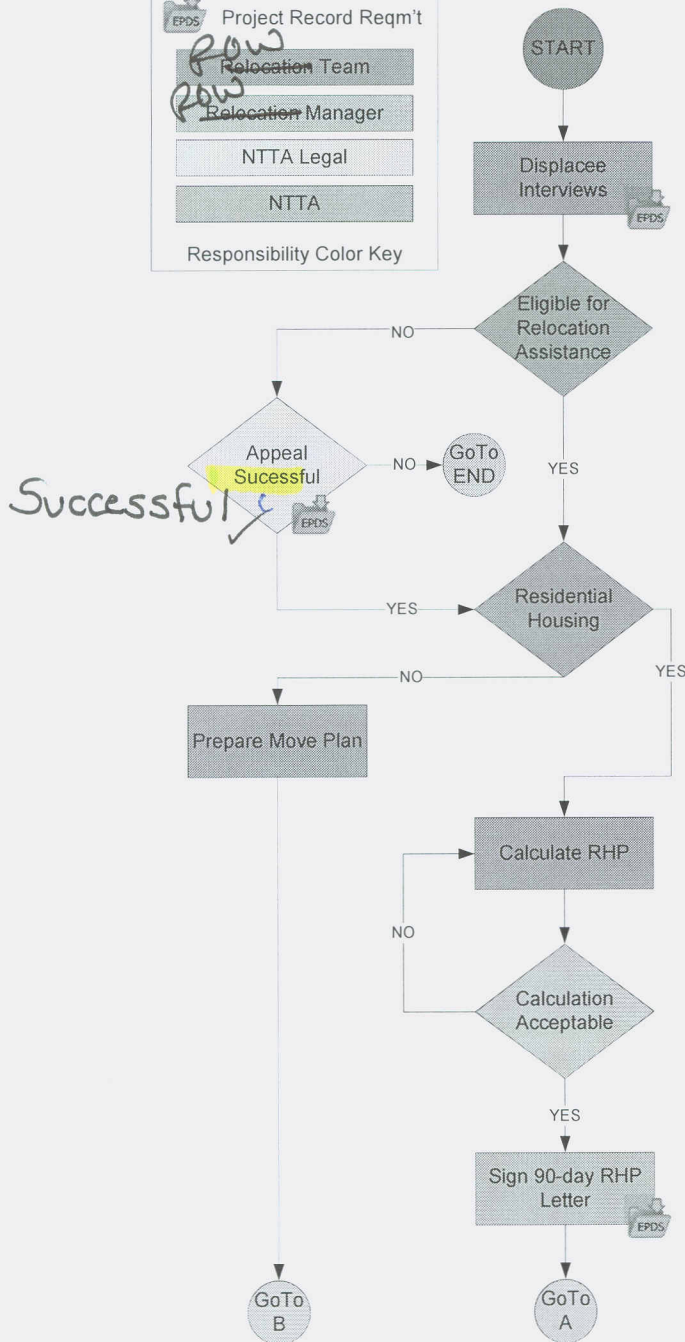 EPDS Project Record Reqm't
ROW
Relocation Team
ROW
Relocation Manager
NTTA Legal
NTTA
Responsibility Color Key
START
Displacee
Interviews
EPDS
Eligible for
Relocation
Assistance
NO
YES
Appeal
Sucessful
c
EPDS
Successful
NO
GoTo
END
YES
Residential
Housing
NO
YES
Prepare Move Plan
Calculate RHP
NO
Calculation
Acceptable
YES
Sign 90-day RHP
Letter
EPDS
GoTo
B
GoTo
A